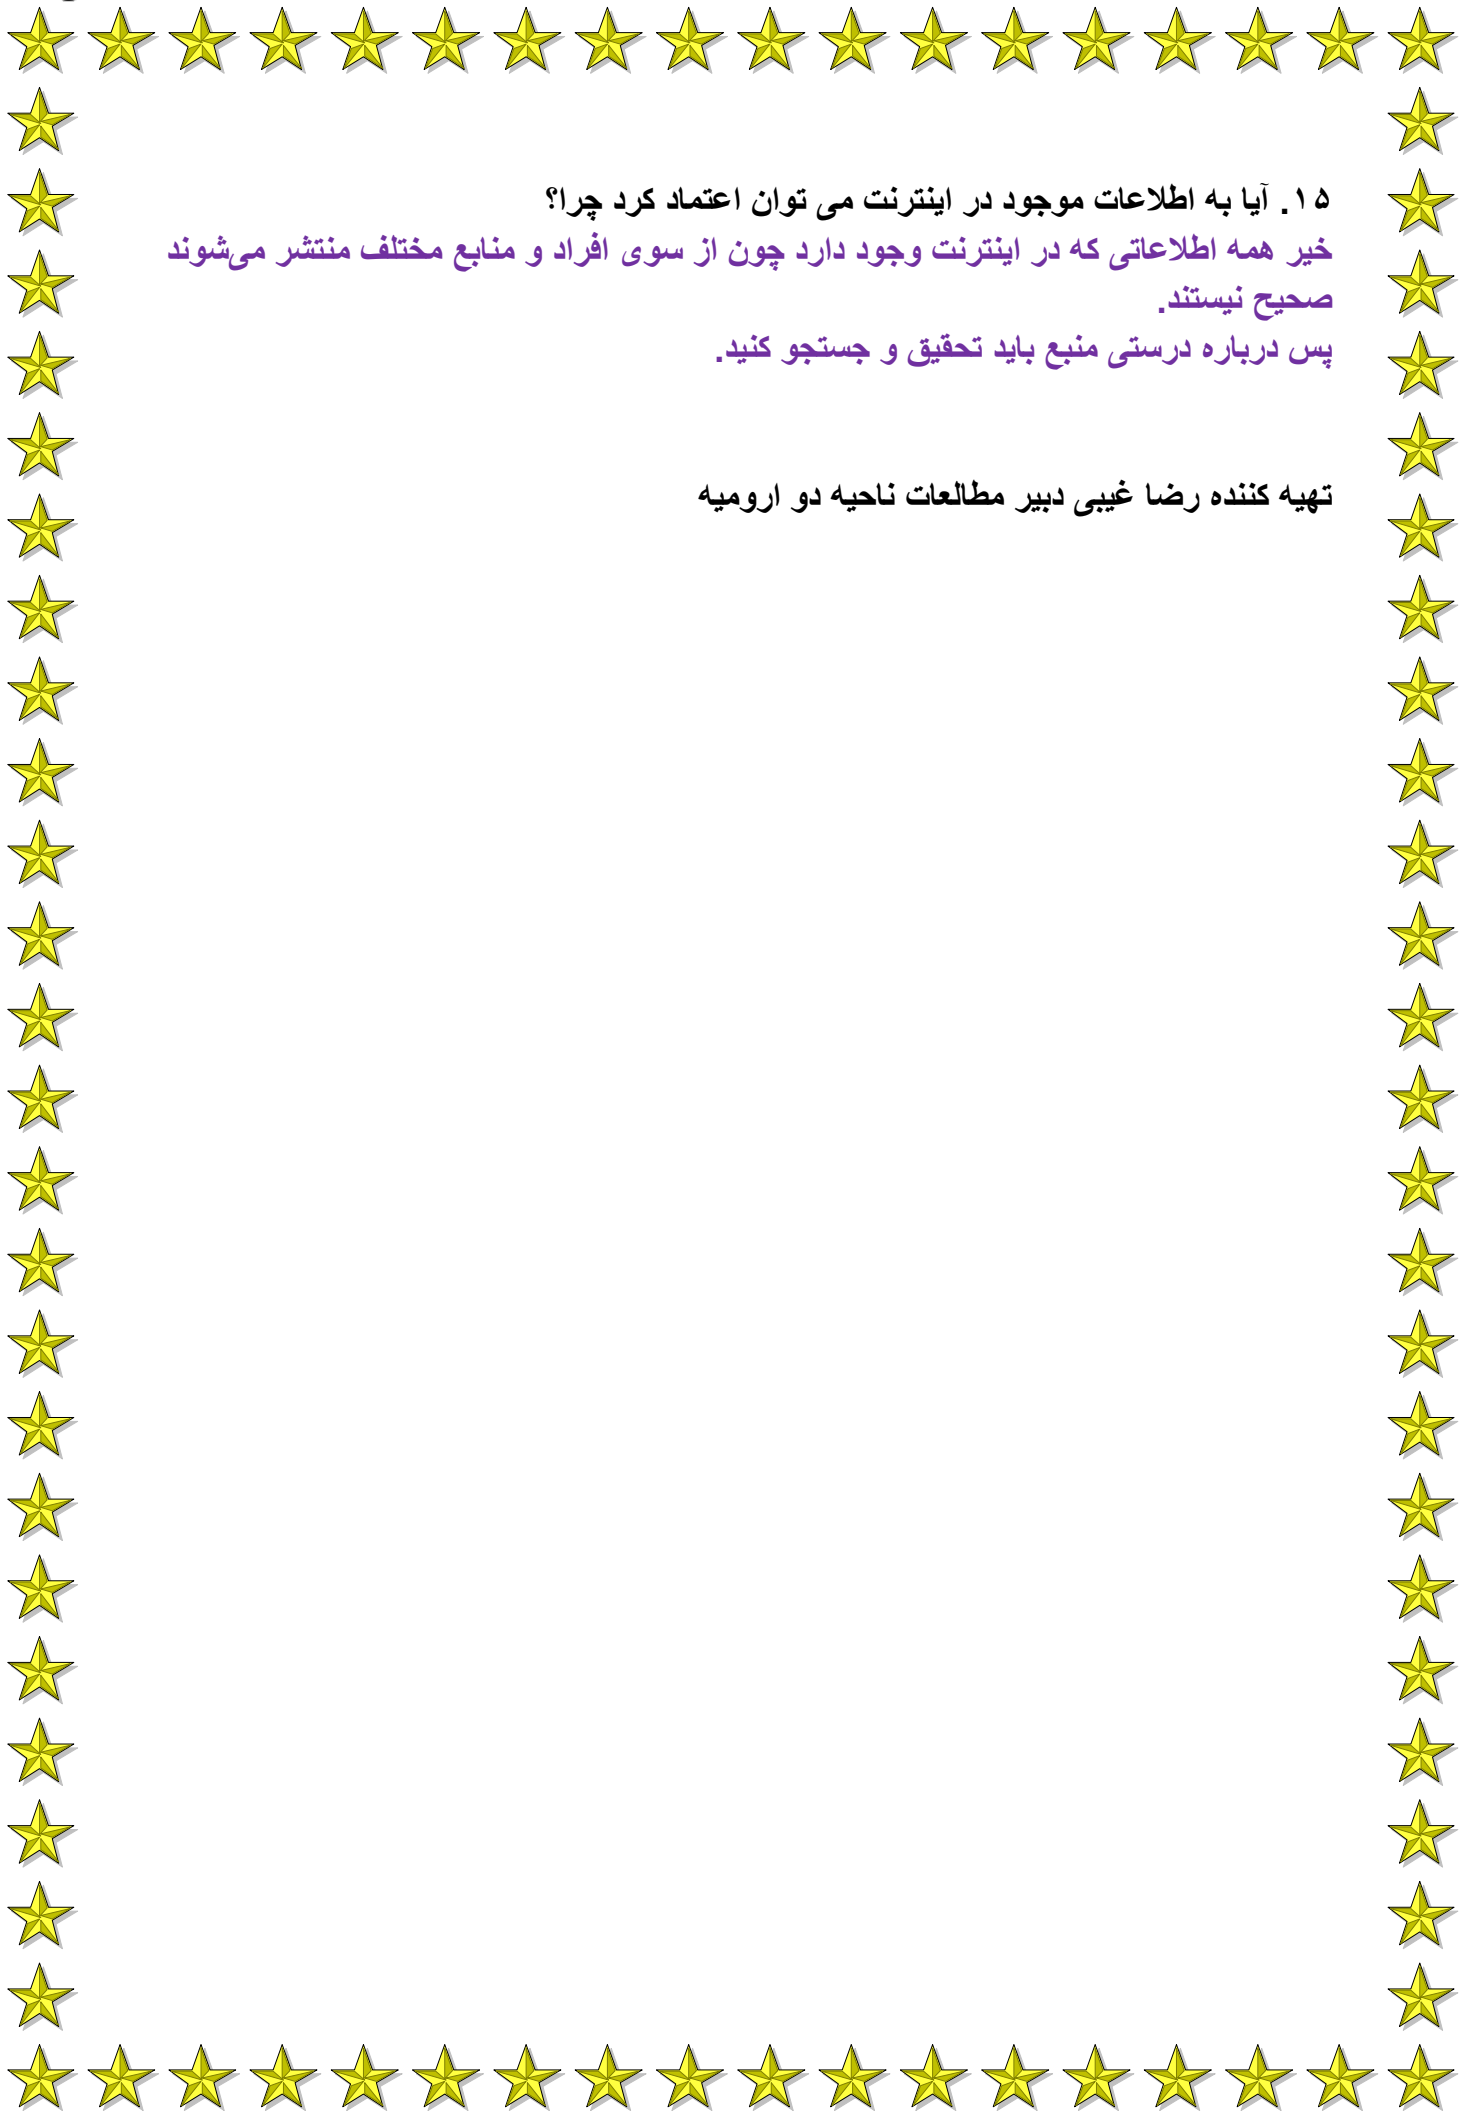 ۱۵. آیا به اطلاعات موجود در اینترنت می توان اعتماد کرد چرا؟
خیر همه اطلاعاتی که در اینترنت وجود دارد چون از سوی افراد و منابع مختلف منتشر می‌شوند
صحیح نیستند.
پس درباره درستی منبع باید تحقیق و جستجو کنید.
تهیه کننده رضا غیبی دبیر مطالعات ناحیه دو ارومیه